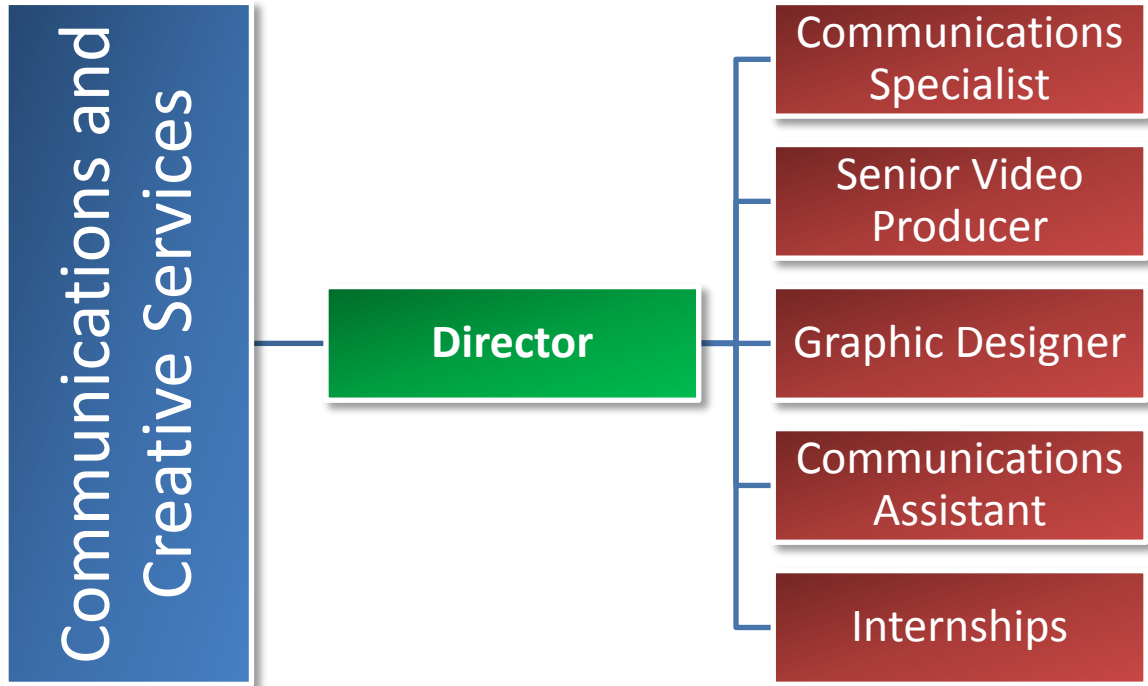 Communications and
Creative Services
Director
Communications
Specialist
Senior Video
Producer
Graphic Designer
Communications
Assistant
Internships